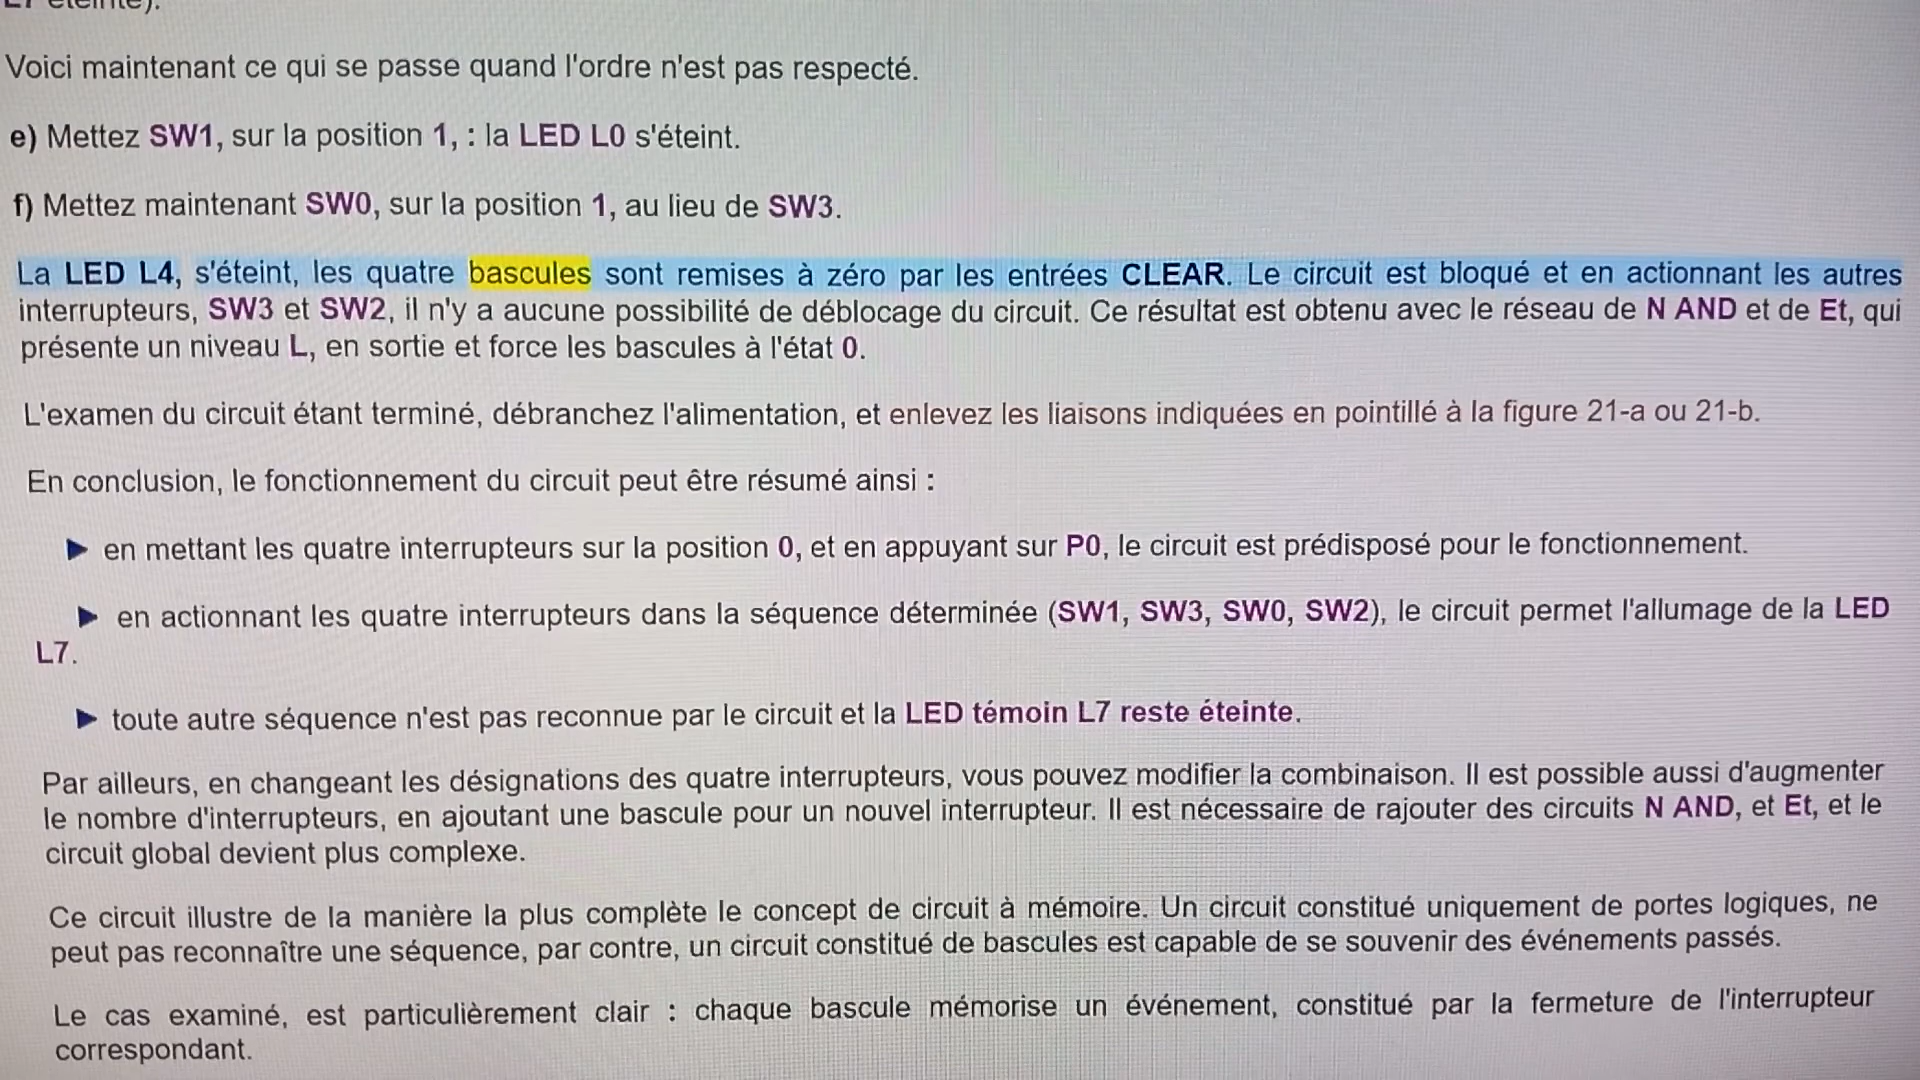 L7 éteinte).
Voici maintenant ce qui se passe quand l'ordre n'est pas respecté.
e) Mettez SW1, sur la position 1, : la LED L0 s'éteint.
f) Mettez maintenant SW0, sur la position 1, au lieu de SW3.
La LED L4, s'éteint, les quatre bascules sont remises à zéro par les entrées CLEAR. Le circuit est bloqué et en actionnant les autres
interrupteurs, SW3 et SW2, il n'y a aucune possibilité de déblocage du circuit. Ce résultat est obtenu avec le réseau de N AND et de Et, qui
présente un niveau L, en sortie et force les bascules à l'état 0.
L'examen du circuit étant terminé, débranchez l'alimentation, et enlevez les liaisons indiquées en pointillé à la figure 21-a ou 21-b.
En conclusion, le fonctionnement du circuit peut être résumé ainsi :
► en mettant les quatre interrupteurs sur la position 0, et en appuyant sur P0, le circuit est prédisposé pour le fonctionnement.
► en actionnant les quatre interrupteurs dans la séquence déterminée (SW1, SW3, SW0, SW2), le circuit permet l'allumage de la LED
L7.
► toute autre séquence n'est pas reconnue par le circuit et la LED témoin L7 reste éteinte.
Par ailleurs, en changeant les désignations des quatre interrupteurs, vous pouvez modifier la combinaison. Il est possible aussi d'augmenter
le nombre d'interrupteurs, en ajoutant une bascule pour un nouvel interrupteur. Il est nécessaire de rajouter des circuits N AND, et Et, et le
circuit global devient plus complexe.
Ce circuit illustre de la manière la plus complète le concept de circuit à mémoire. Un circuit constitué uniquement de portes logiques, ne
peut pas reconnaître une séquence, par contre, un circuit constitué de bascules est capable de se souvenir des événements passés.
Le cas examiné, est particulièrement clair : chaque bascule mémorise un événement, constitué par la fermeture de l'interrupteur
correspondant.